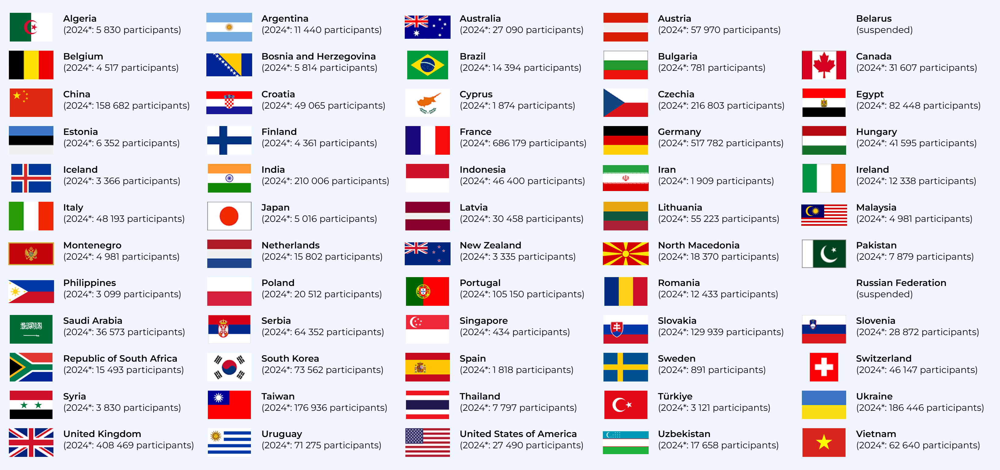 Algeria
(2024*: 5 830 participants)
Argentina
(2024*: 11 440 participants)
Australia
(2024*: 27 090 participants)
Austria
(2024*: 57 970 participants)
Belarus
(suspended)
Belgium
(2024*: 4 517 participants)
Bosnia and Herzegovina
(2024*: 5 814 participants)
Brazil
(2024*: 14 394 participants)
Bulgaria
(2024*: 781 participants)
Canada
(2024*: 31 607 participants)
China
(2024*: 158 682 participants)
Croatia
(2024*: 49 065 participants)
Cyprus
(2024*: 1 874 participants)
Czechia
(2024*: 216 803 participants)
Egypt
(2024*: 82 448 participants)
Estonia
(2024*: 6 352 participants)
Finland
(2024*: 4 361 participants)
France
(2024*: 686 179 participants)
Germany
(2024*: 517 782 participants)
Hungary
(2024*: 41 595 participants)
Iceland
(2024*: 3 366 participants)
India
(2024*: 210 006 participants)
Indonesia
(2024*: 46 400 participants)
Iran
(2024*: 1 909 participants)
Ireland
(2024*: 12 338 participants)
Italy
(2024*: 48 193 participants)
Japan
(2024*: 5 016 participants)
Latvia
(2024*: 30 458 participants)
Lithuania
(2024*: 55 223 participants)
Malaysia
(2024*: 4 981 participants)
Montenegro
(2024*: 4 981 participants)
Netherlands
(2024*: 15 802 participants)
New Zealand
(2024*: 3 335 participants)
North Macedonia
(2024*: 18 370 participants)
Pakistan
(2024*: 7 879 participants)
Philippines
(2024*: 3 099 participants)
Poland
(2024*: 20 512 participants)
Portugal
(2024*: 105 150 participants)
Romania
(2024*: 12 433 participants)
Russian Federation
(suspended)
Saudi Arabia
(2024*: 36 573 participants)
Serbia
(2024*: 64 352 participants)
Singapore
(2024*: 434 participants)
Slovakia
(2024*: 129 939 participants)
Slovenia
(2024*: 28 872 participants)
Republic of South Africa
(2024*: 15 493 participants)
South Korea
(2024*: 73 562 participants)
Spain
(2024*: 1 818 participants)
Sweden
(2024*: 891 participants)
Switzerland
(2024*: 46 147 participants)
Syria
(2024*: 3 830 participants)
Taiwan
(2024*: 176 936 participants)
Thailand
(2024*: 7 797 participants)
Türkiye
(2024*: 3 121 participants)
Ukraine
(2024*: 186 446 participants)
United Kingdom
(2024*: 408 469 participants)
Uruguay
(2024*: 71 275 participants)
United States of America
(2024*: 27 490 participants)
Uzbekistan
(2024*: 17 658 participants)
Vietnam
(2024*: 62 640 participants)